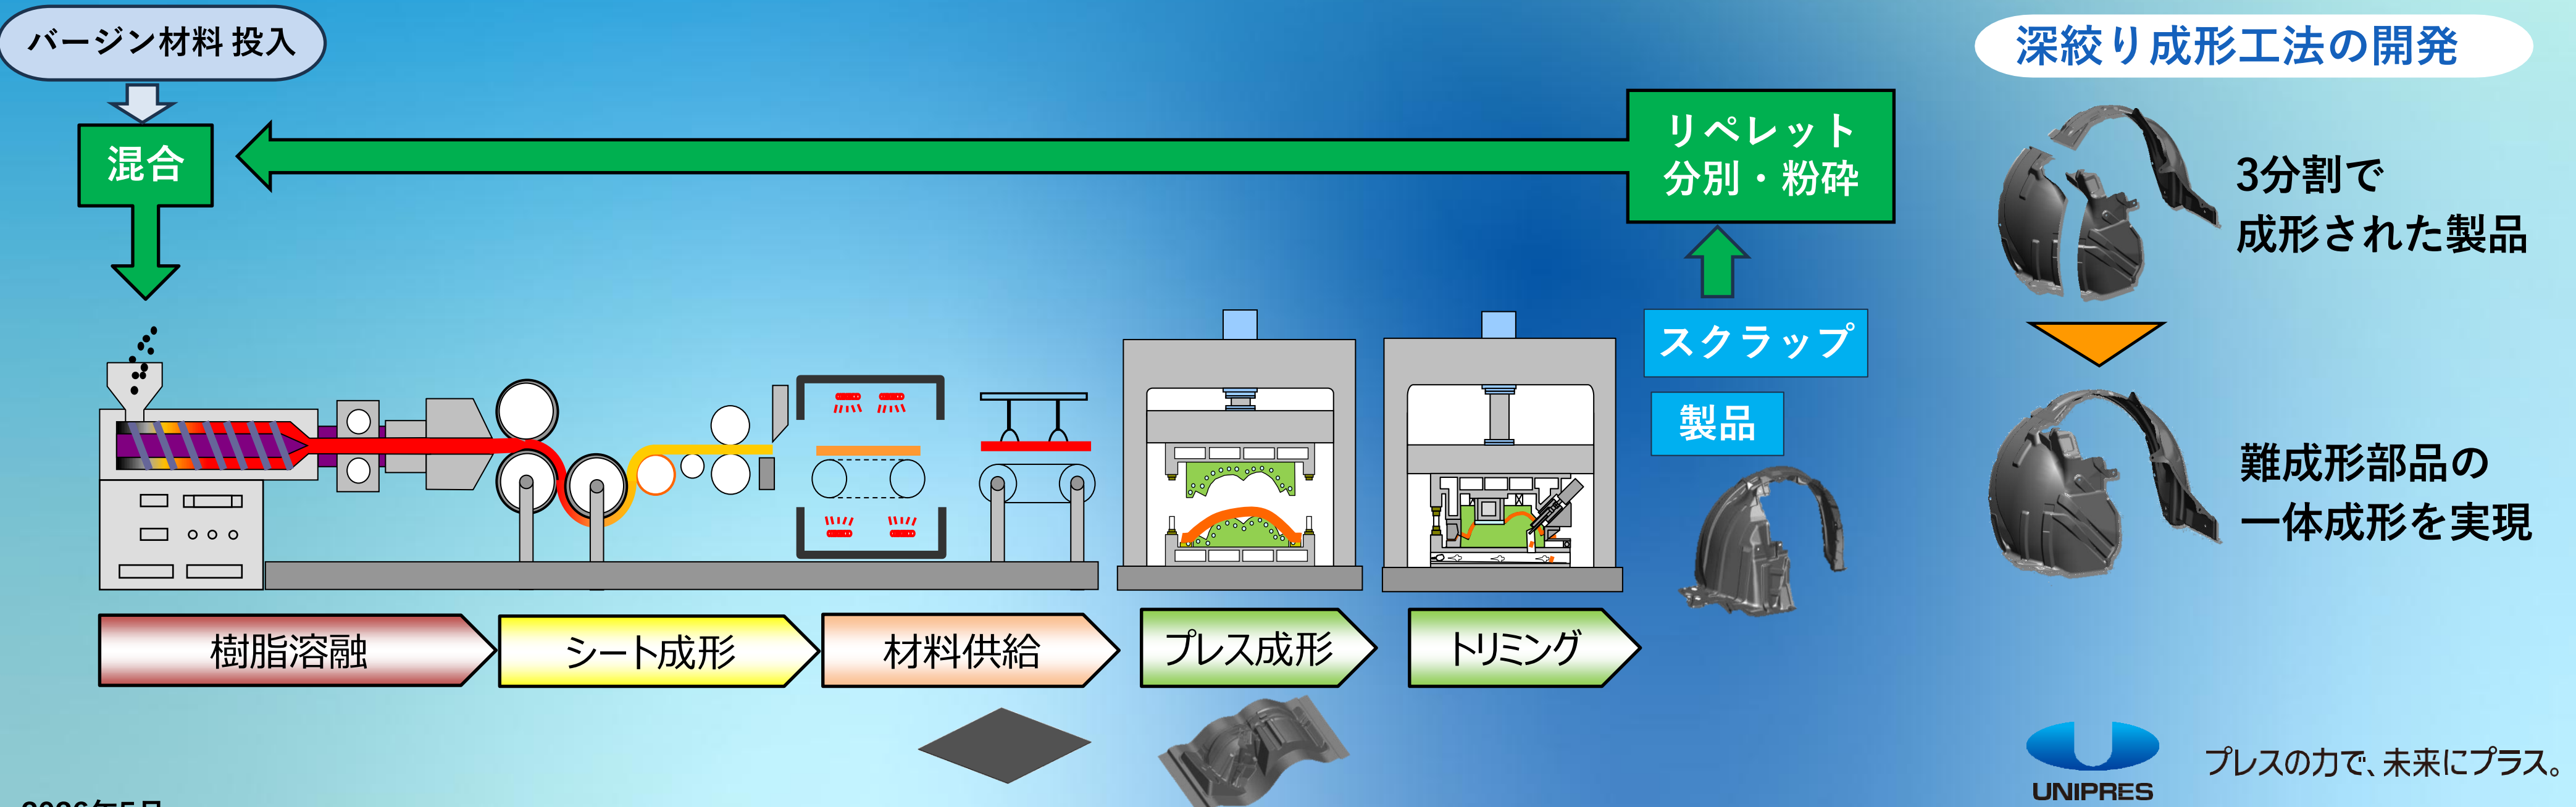 バージン材料 投入
混合
リペレット
分別・粉砕
スクラップ
製品
樹脂溶融
シート成形
材料供給
プレス成形
トリミング
深絞り成形工法の開発
3分割で
成形された製品
難成形部品の
一体成形を実現
UNIPRES
プレスの力で、未来にプラス。